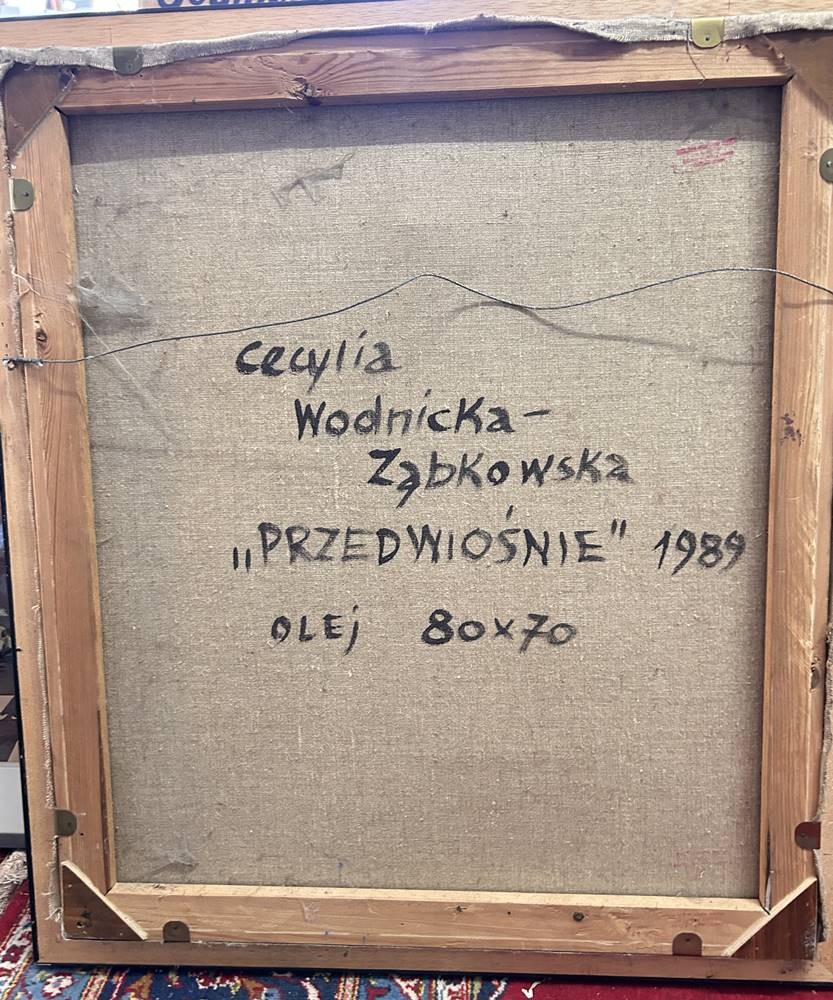 Cecylia
Wodnicka-
Ząbkowska
„PRZEDWIOŚNIE" 1989
OLEj 80x70